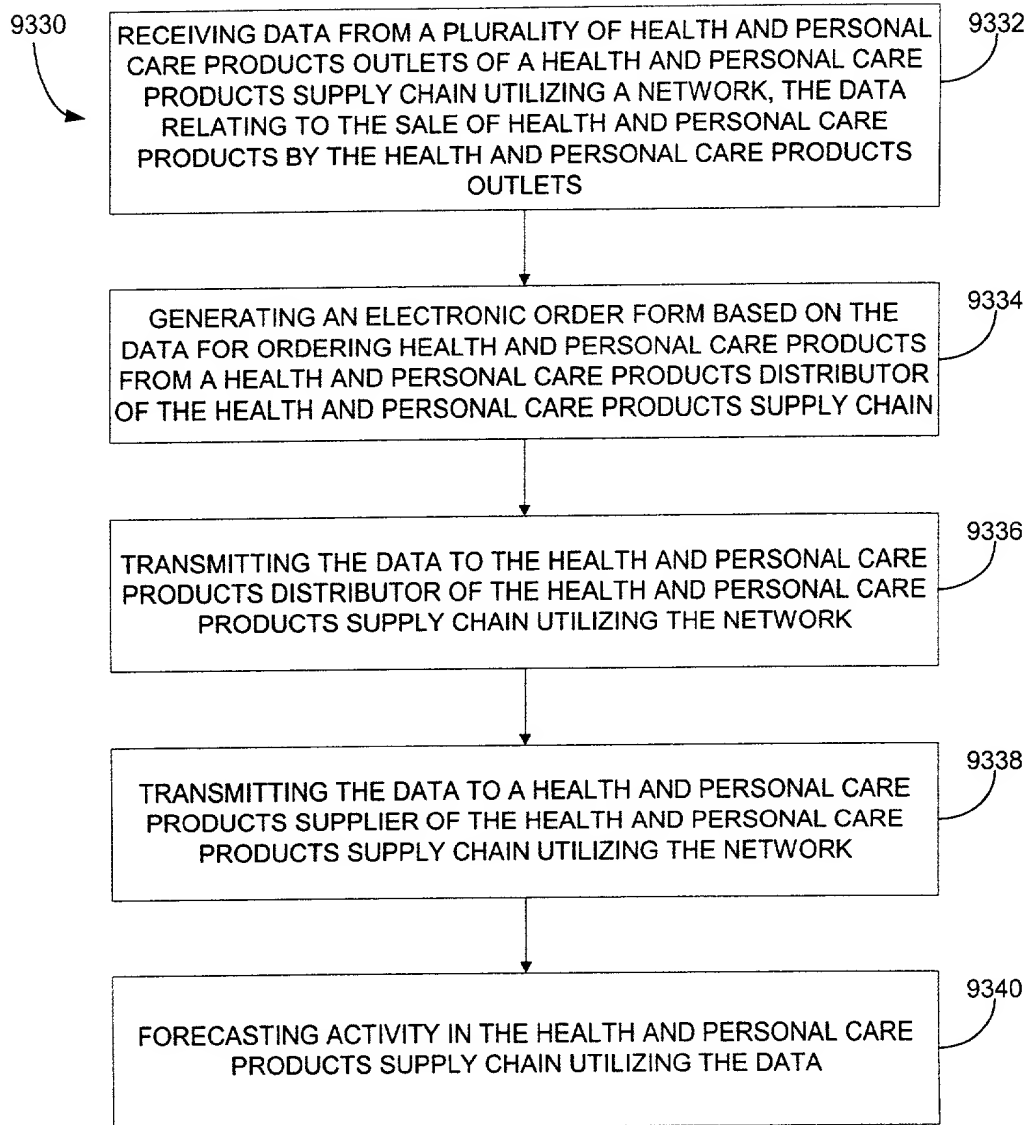 9330
RECEIVING DATA FROM A PLURALITY OF HEALTH AND PERSONAL
CARE PRODUCTS OUTLETS OF A HEALTH AND PERSONAL CARE
PRODUCTS SUPPLY CHAIN UTILIZING A NETWORK, THE DATA
RELATING TO THE SALE OF HEALTH AND PERSONAL CARE
PRODUCTS BY THE HEALTH AND PERSONAL CARE PRODUCTS
OUTLETS
9332
GENERATING AN ELECTRONIC ORDER FORM BASED ON THE
DATA FOR ORDERING HEALTH AND PERSONAL CARE PRODUCTS
FROM A HEALTH AND PERSONAL CARE PRODUCTS DISTRIBUTOR
OF THE HEALTH AND PERSONAL CARE PRODUCTS SUPPLY CHAIN
9334
TRANSMITTING THE DATA TO THE HEALTH AND PERSONAL CARE
PRODUCTS DISTRIBUTOR OF THE HEALTH AND PERSONAL CARE
PRODUCTS SUPPLY CHAIN UTILIZING THE NETWORK
9336
TRANSMITTING THE DATA TO A HEALTH AND PERSONAL CARE
PRODUCTS SUPPLIER OF THE HEALTH AND PERSONAL CARE
PRODUCTS SUPPLY CHAIN UTILIZING THE NETWORK
9338
FORECASTING ACTIVITY IN THE HEALTH AND PERSONAL CARE
PRODUCTS SUPPLY CHAIN UTILIZING THE DATA
9340